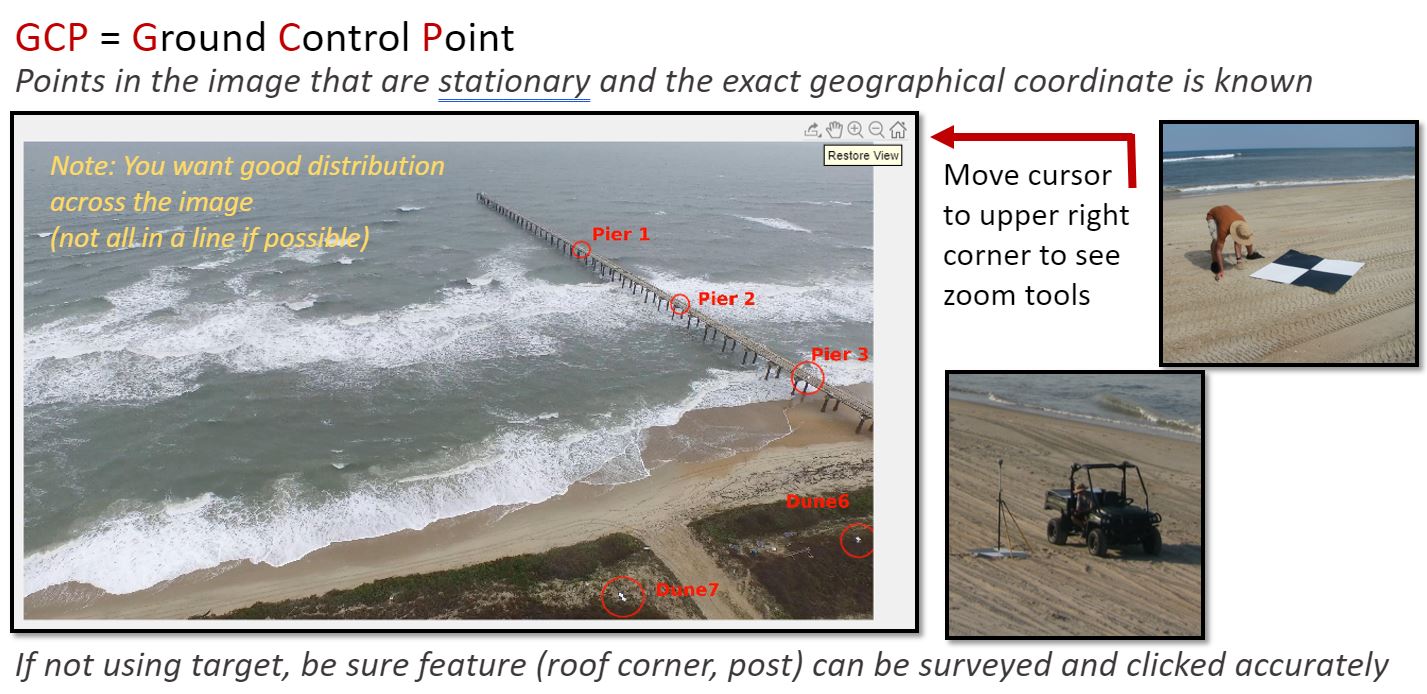 GCP = Ground Control Point
Points in the image that are stationary and the exact geographical coordinate is known
Note: You want good distribution
across the image
(not all in a line if possible)
Restore View
Pier 1
Pier 2
Pier 3
Dune6
Dune7
Move cursor
to upper right
corner to see
zoom tools
If not using target, be sure feature (roof corner, post) can be surveyed and clicked accurately